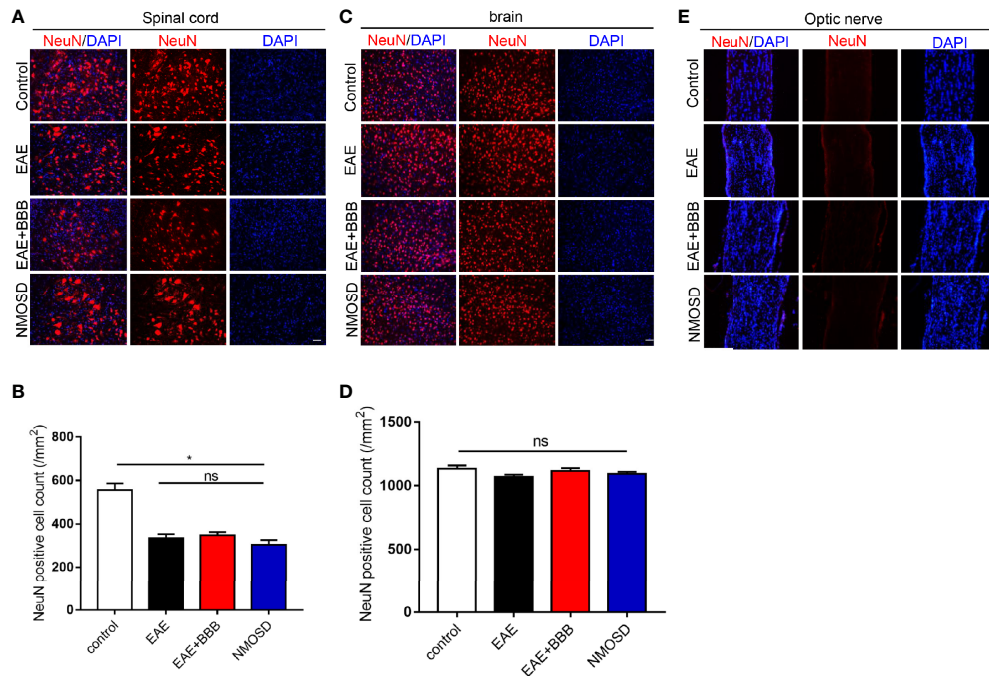 A
Spinal cord
NeuN/DAPI NeuN DAPI
Control
EAE
EAE+BBB
NMOSD
C
brain
NeuN/DAPI NeuN DAPI
Control
EAE
EAE+BBB
NMOSD
E
Optic nerve
NeuN/DAPI NeuN DAPI
Control
EAE
EAE+BBB
NMOSD
B
NeuN positive cell count (/mm²)
800
600
400
200
0
*
ns
control EAE EAE+BBB NMOSD
D
NeuN positive cell count (/mm²)
1500
1000
500
0
ns
control EAE EAE+BBB NMOSD